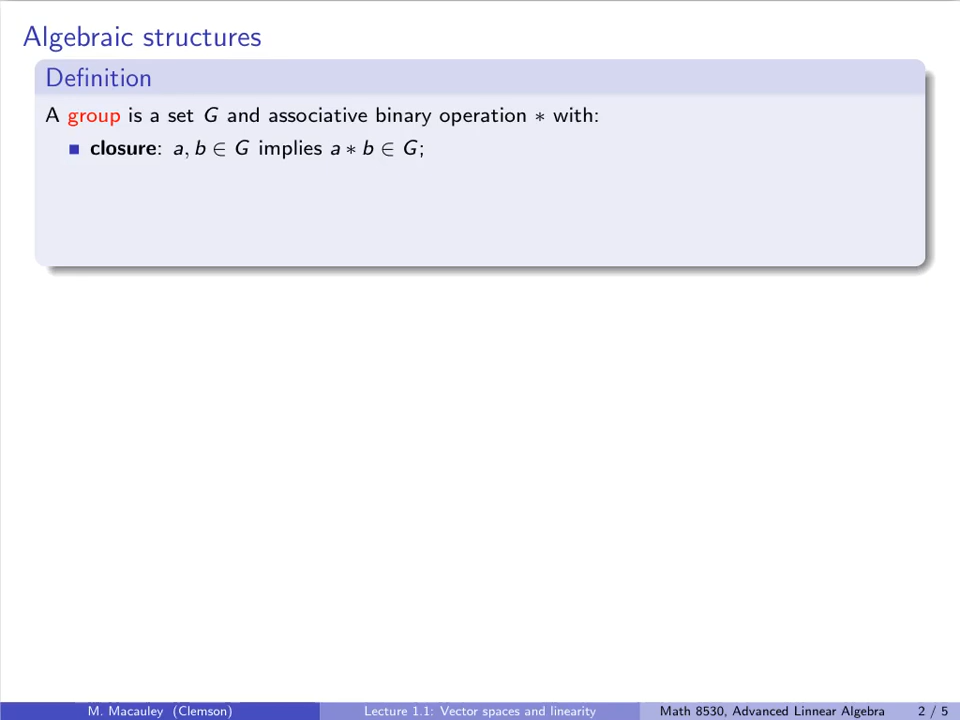 Algebraic structures
Definition
A group is a set G and associative binary operation ∗ with:
■ closure: a, b ∈ G implies a ∗ b ∈ G;
M. Macauley (Clemson) Lecture 1.1: Vector spaces and linearity Math 8530, Advanced Linnear Algebra 2 / 5